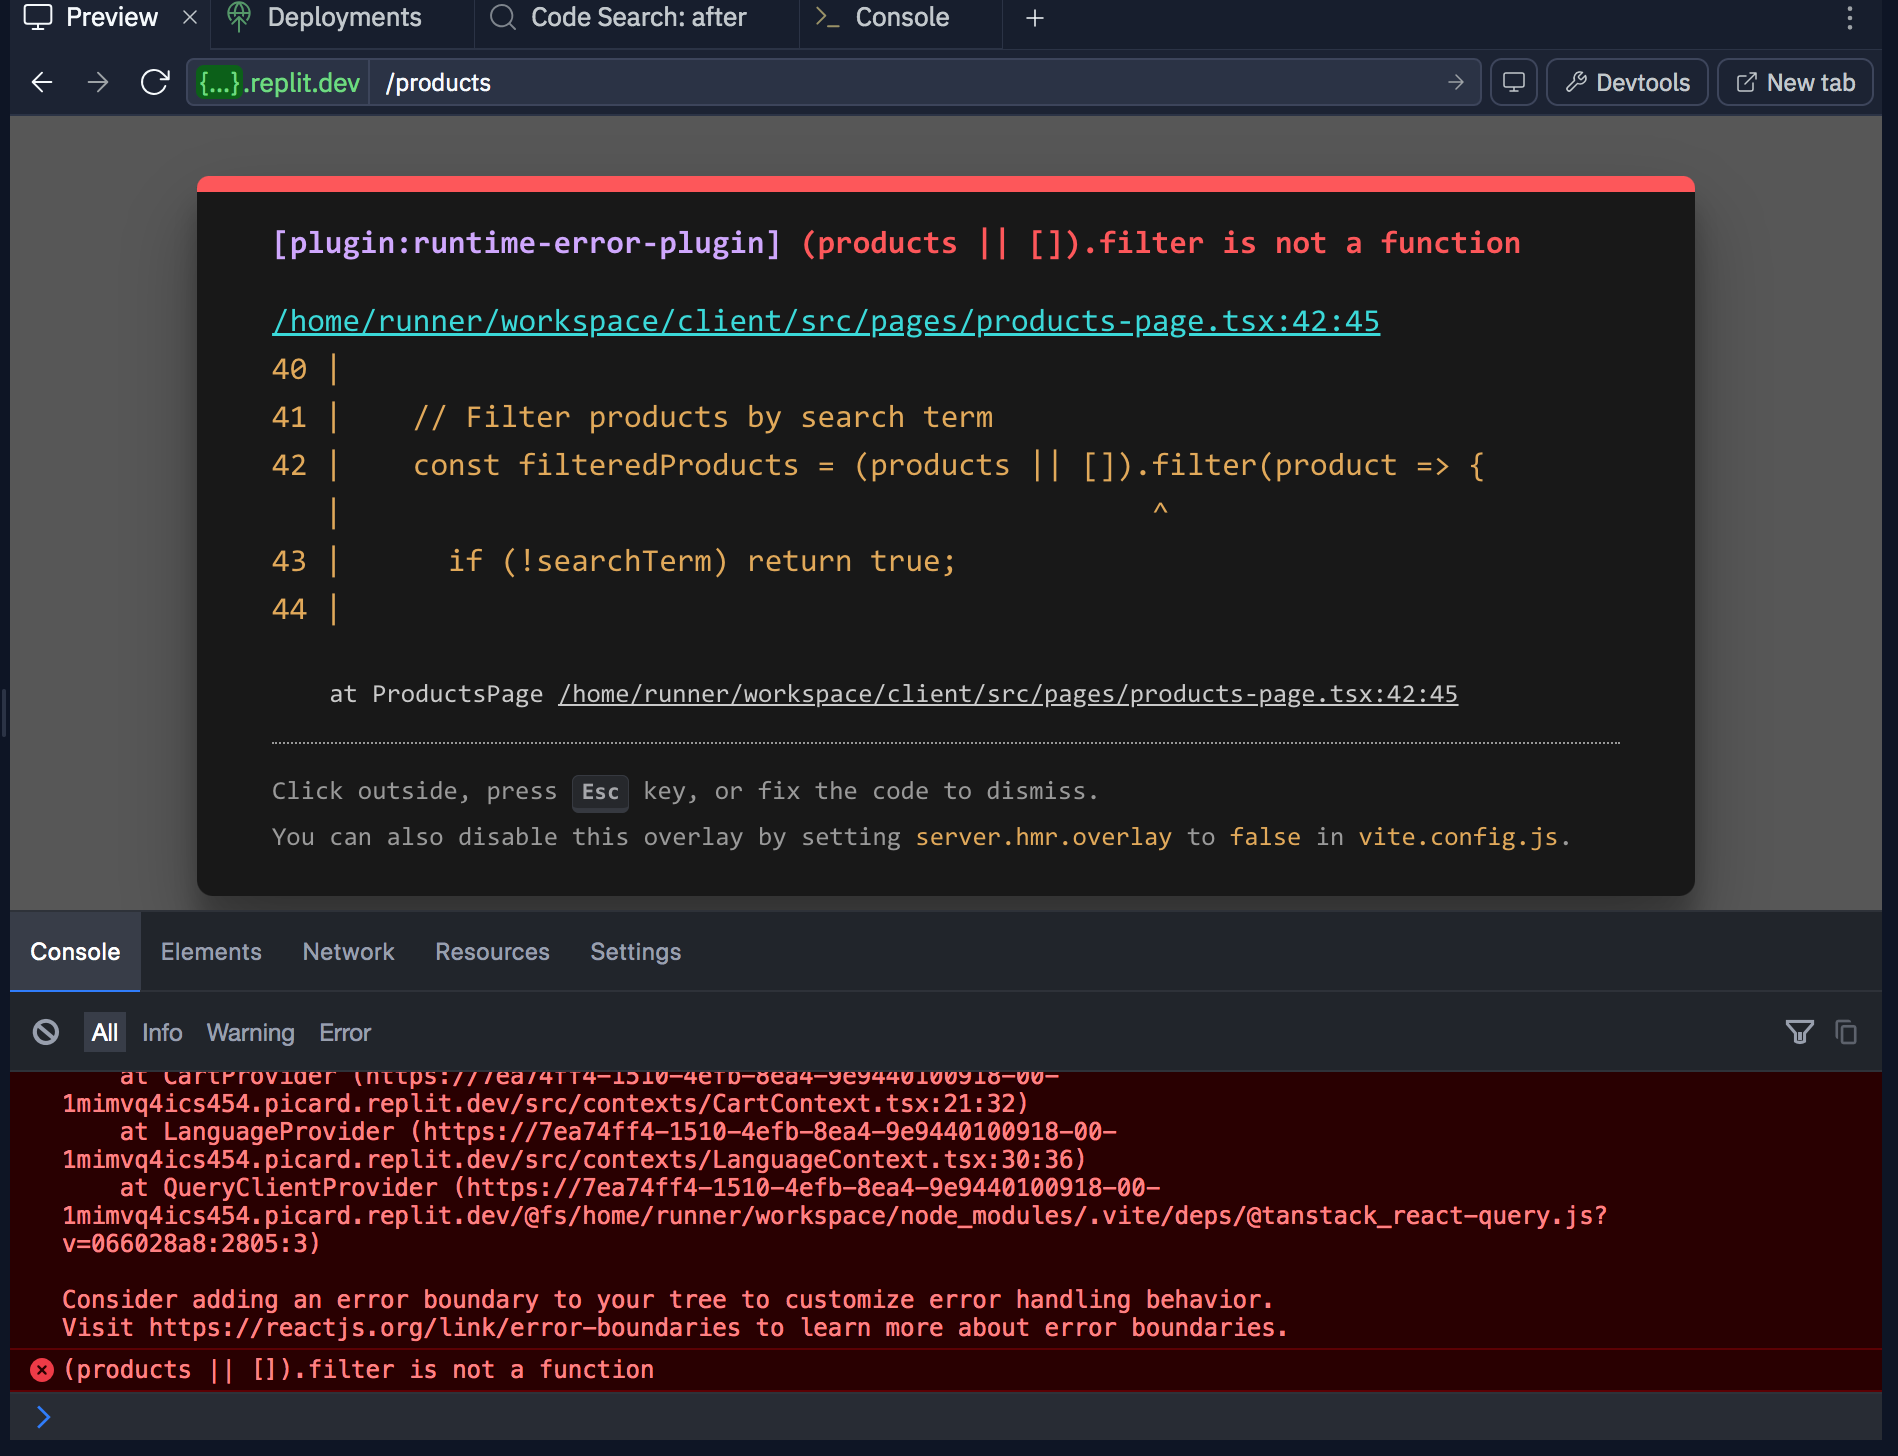 Preview
Deployments
Code Search: after
Console
{...}.replit.dev /products
Devtools
New tab
[plugin:runtime-error-plugin] (products || []).filter is not a function
/home/runner/workspace/client/src/pages/products-page.tsx:42:45
40 |
41 |    // Filter products by search term
42 |    const filteredProducts = (products || []).filter(product => {
   |                                              ^
43 |      if (!searchTerm) return true;
44 |
at ProductsPage /home/runner/workspace/client/src/pages/products-page.tsx:42:45
Click outside, press Esc key, or fix the code to dismiss.
You can also disable this overlay by setting server.hmr.overlay to false in vite.config.js.
Console Elements Network Resources Settings
All Info Warning Error
at CartProvider (https://7ea74ff4-1510-4efb-8ea4-9e9440100918-00-
1mimvq4ics454.picard.replit.dev/src/contexts/CartContext.tsx:21:32)
at LanguageProvider (https://7ea74ff4-1510-4efb-8ea4-9e9440100918-00-
1mimvq4ics454.picard.replit.dev/src/contexts/LanguageContext.tsx:30:36)
at QueryClientProvider (https://7ea74ff4-1510-4efb-8ea4-9e9440100918-00-
1mimvq4ics454.picard.replit.dev/@fs/home/runner/workspace/node_modules/.vite/deps/@tanstack_react-query.js?
v=066028a8:2805:3)
Consider adding an error boundary to your tree to customize error handling behavior.
Visit https://reactjs.org/link/error-boundaries to learn more about error boundaries.
(products || []).filter is not a function